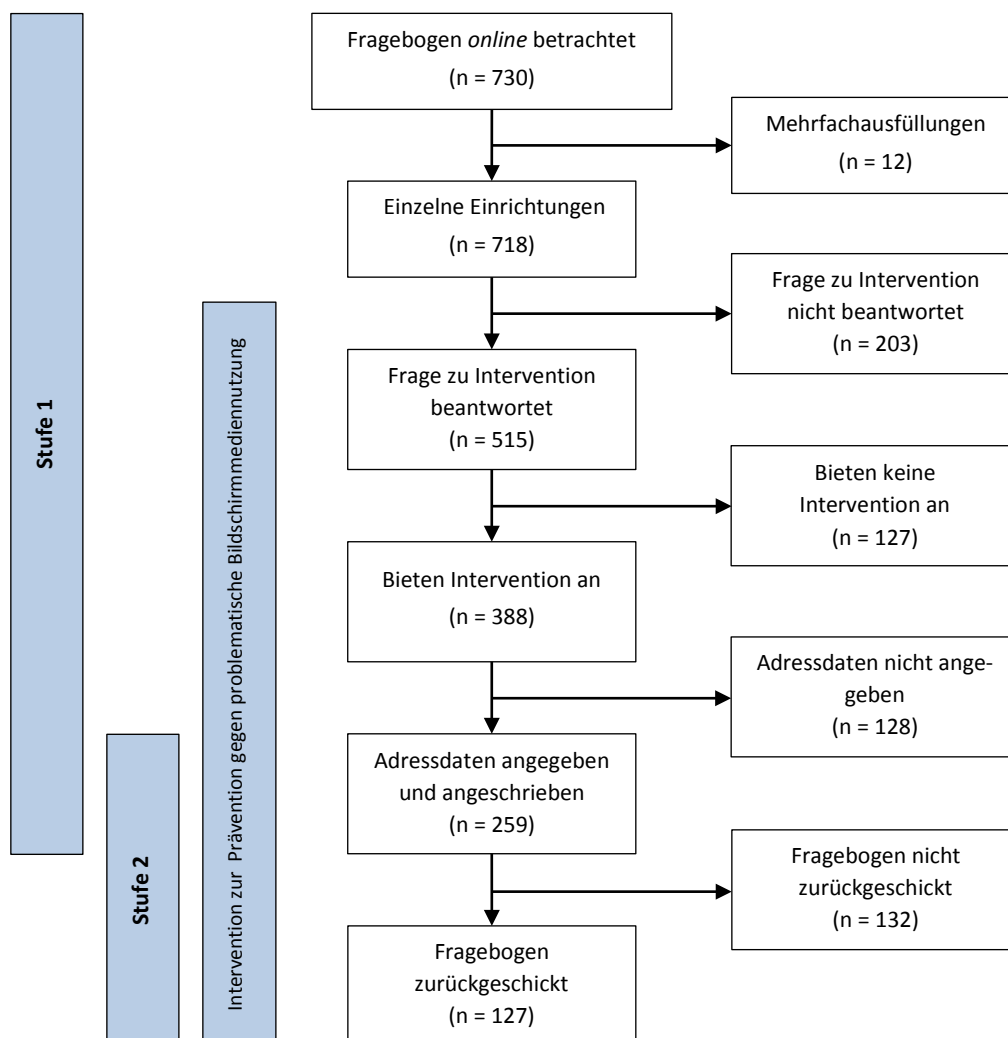 Fragebogen online betrachtet
(n = 730)
Mehrfachausfüllungen
(n = 12)
Einzelne Einrichtungen
(n = 718)
Frage zu Intervention
nicht beantwortet
(n = 203)
Frage zu Intervention
beantwortet
(n = 515)
Bieten keine
Intervention an
(n = 127)
Bieten Intervention an
(n = 388)
Adressdaten nicht ange-
geben
(n = 128)
Adressdaten angegeben
und angeschrieben
(n = 259)
Fragebogen nicht
zurückgeschickt
(n = 132)
Fragebogen
zurückgeschickt
(n = 127)
Stufe 1
Stufe 2
Intervention zur Prävention gegen problematische Bildschirmmediennutzung